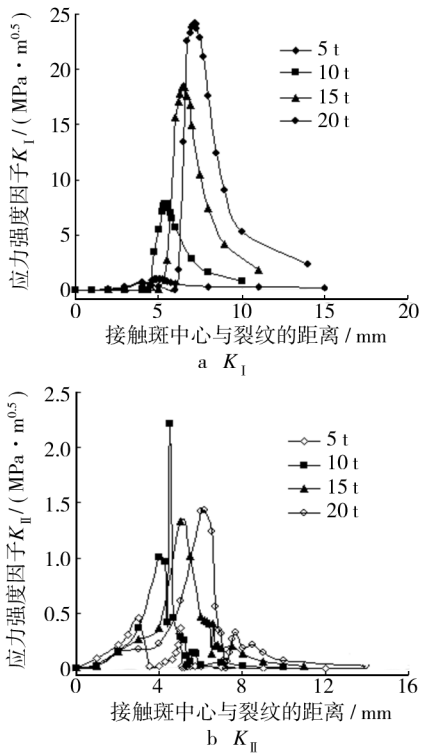 应力强度因子KⅠ/(MPa·m^0.5)
25
20
15
10
5
0
5 t
10 t
15 t
20 t
0 5 10 15 20
接触斑中心与裂纹的距离/mm
a KⅠ
应力强度因子KⅡ/(MPa·m^0.5)
2.5
2.0
1.5
1.0
0.5
0
5 t
10 t
15 t
20 t
0 4 8 12 16
接触斑中心与裂纹的距离/mm
b KⅡ